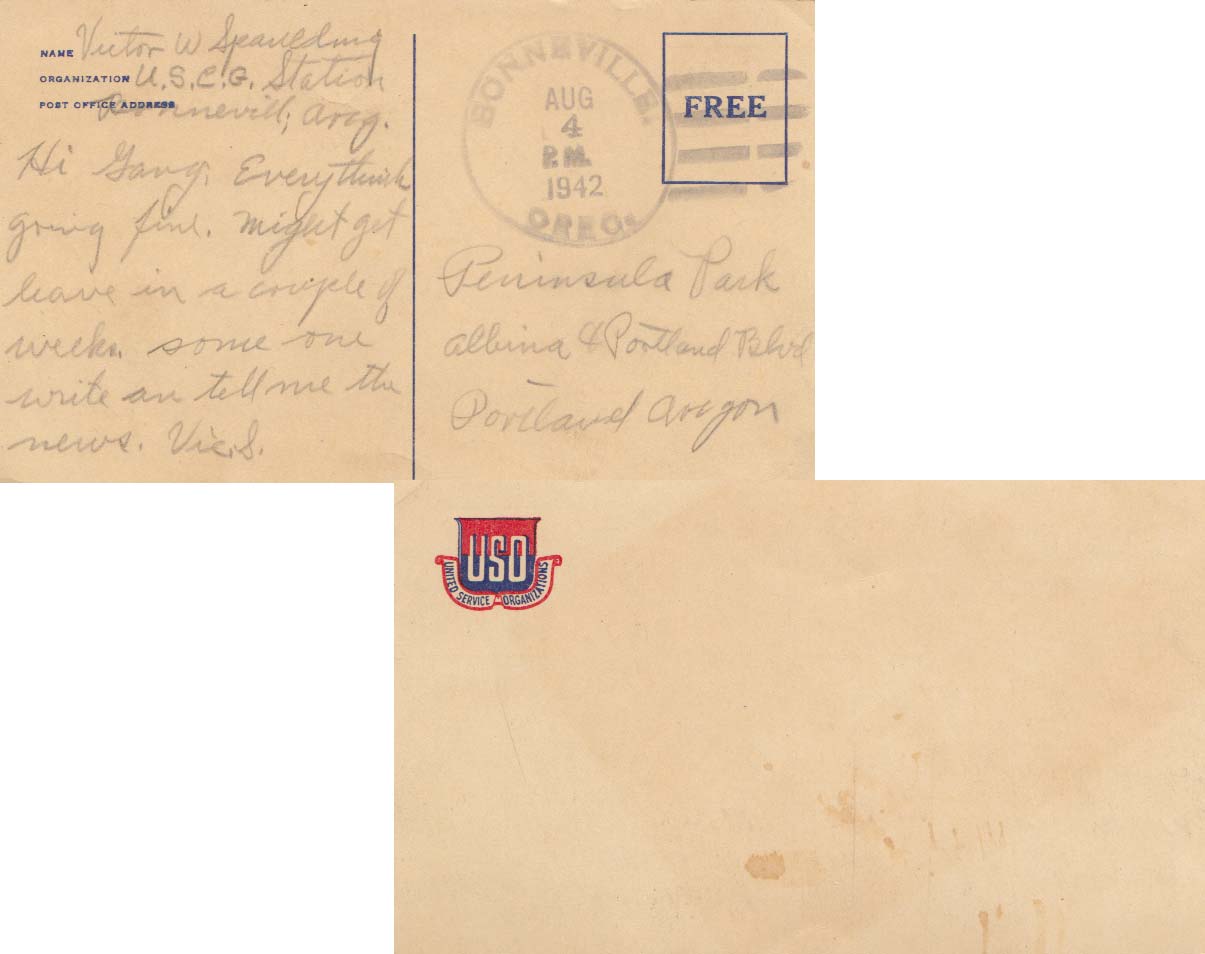 NAME Victor W Spaulding
ORGANIZATION U.S.C.G. Station
POST OFFICE ADDRESS Bonnevill, Oreg.
Hi Gang. Everythink
going fine. Might get
leave in a couple of
weeks. some one
write an tell me the
news. Vic. S.
BONNEVILLE.
AUG
4
P.M.
1942
OREG.
FREE
Peninsula Park
albina & Portland Blvd
Portland Oregon
USO
UNITED SERVICE ORGANIZATIONS